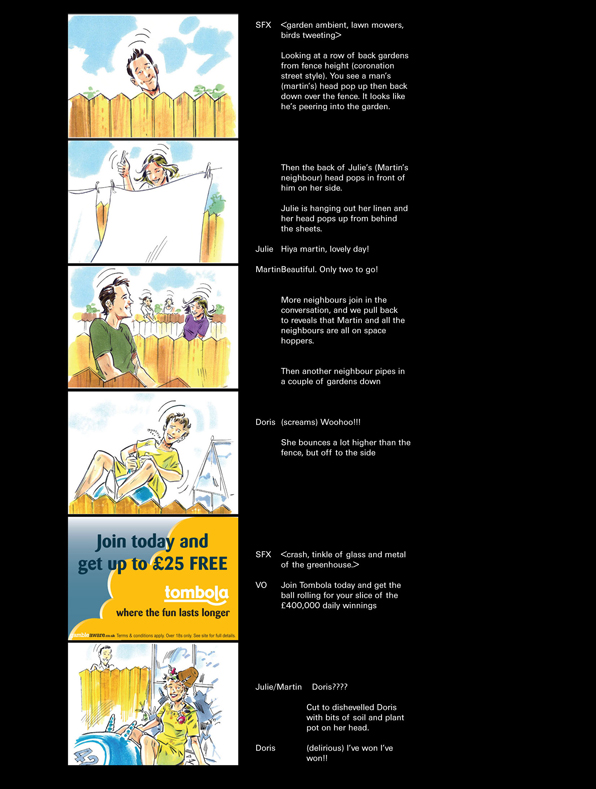 SFX <garden ambient, lawn mowers,
birds tweeting>
Looking at a row of back gardens
from fence height (coronation
street style). You see a man's
(martin's) head pop up then back
down over the fence. It looks like
he's peering into the garden.
Then the back of Julie's (Martin's
neighbour) head pops in front of
him on her side.
Julie is hanging out her linen and
her head pops up from behind
the sheets.
Julie Hiya martin, lovely day!
Martin Beautiful. Only two to go!
More neighbours join in the
conversation, and we pull back
to reveals that Martin and all the
neighbours are all on space
hoppers.
Then another neighbour pipes in
a couple of gardens down
Doris (screams) Woohoo!!!
She bounces a lot higher than the
fence, but off to the side
Join today and
get up to £25 FREE
tombola
where the fun lasts longer
gambleaware.co.uk Terms & conditions apply. Over 18s only. See site for full details.
SFX <crash, tinkle of glass and metal
of the greenhouse.>
VO Join Tombola today and get the
ball rolling for your slice of the
£400,000 daily winnings
Julie/Martin Doris????
Cut to dishevelled Doris
with bits of soil and plant
pot on her head.
Doris (delirious) I've won I've
won!!